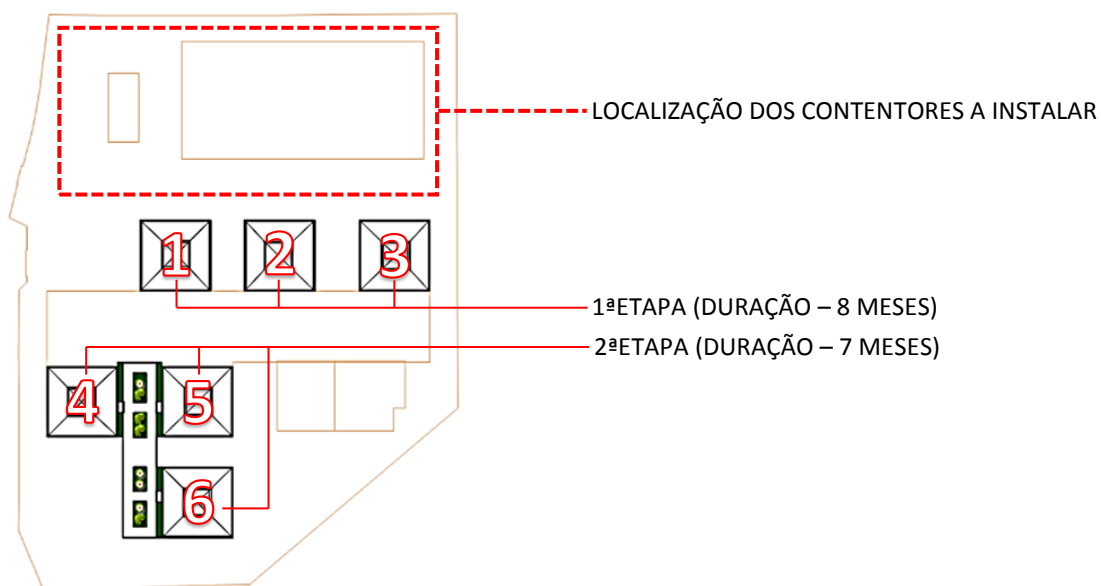 LOCALIZAÇÃO DOS CONTENTORES A INSTALAR
1 2 3
1ªETAPA (DURAÇÃO – 8 MESES)
2ªETAPA (DURAÇÃO – 7 MESES)
4 5
6